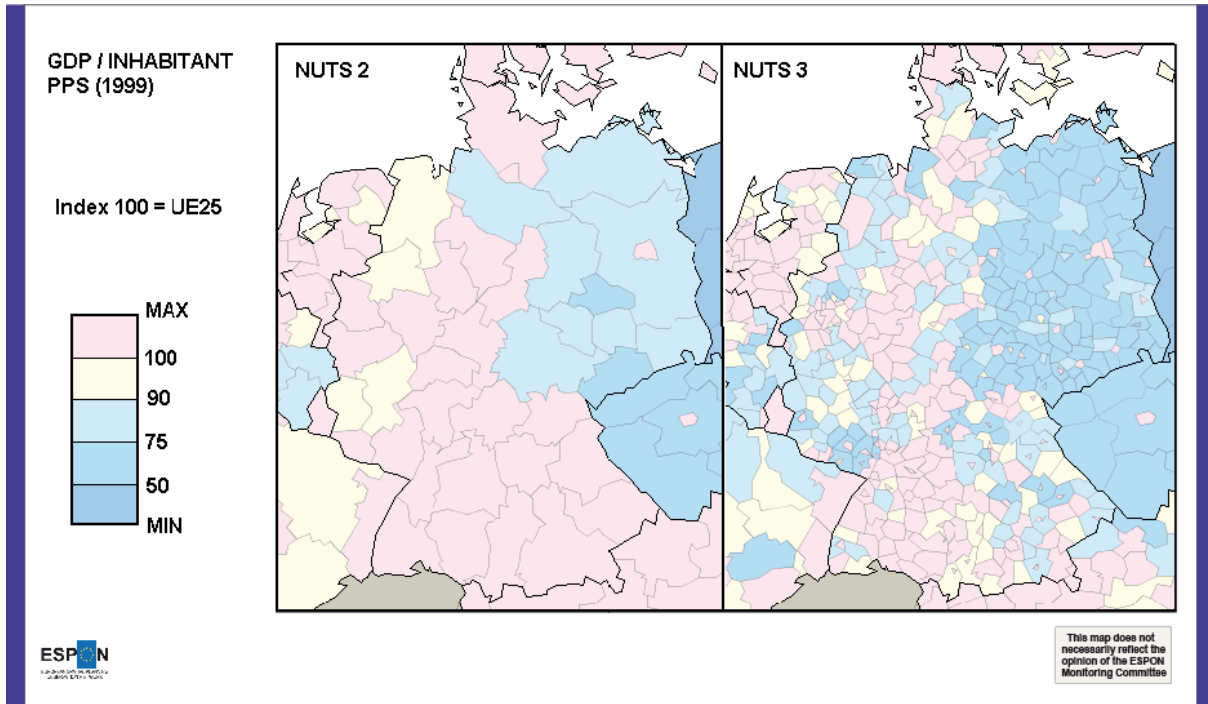 GDP / INHABITANT
PPS (1999)
NUTS 2
NUTS 3
Index 100 = UE25
MAX
100
90
75
50
MIN
ESPON
This map does not
necessarily reflect the
opinion of the ESPON
Monitoring Committee